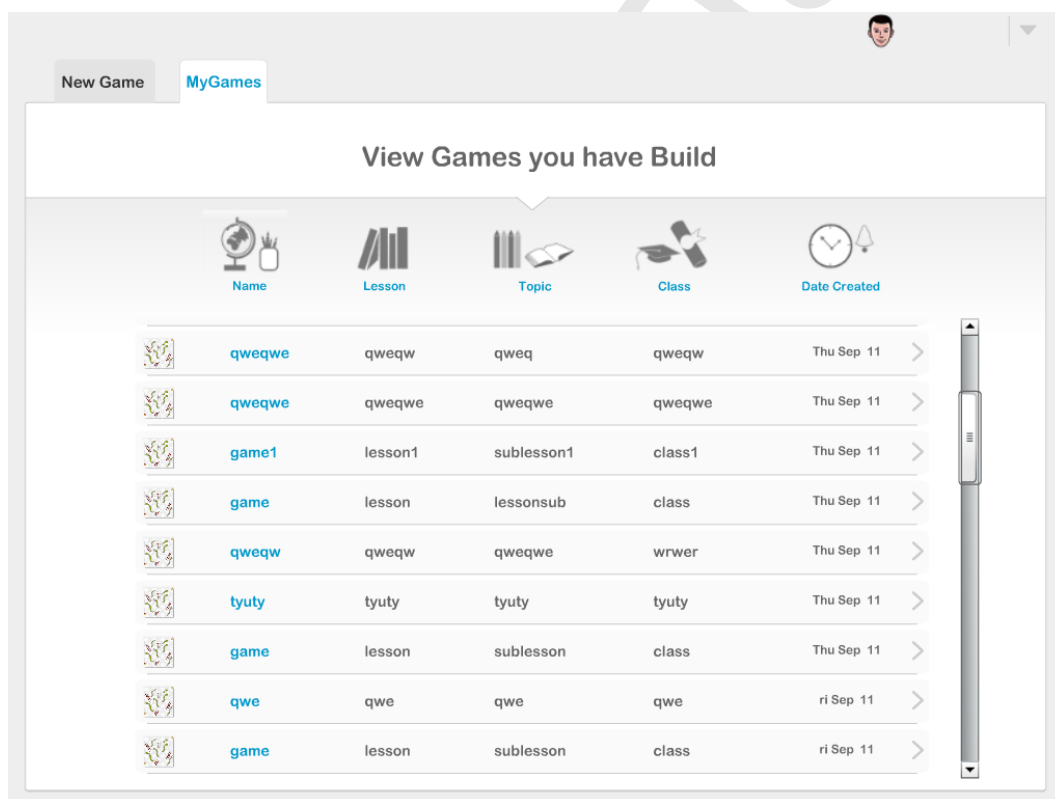 New Game MyGames
View Games you have Build
Name Lesson Topic Class Date Created
qweqwe qweqw qweq qweqw Thu Sep 11
qweqwe qweqwe qweqwe qweqwe Thu Sep 11
game1 lesson1 sublesson1 class1 Thu Sep 11
game lesson lessonsub class Thu Sep 11
qweqw qweqw qweqwe wrwer Thu Sep 11
tyuty tyuty tyuty tyuty Thu Sep 11
game lesson sublesson class Thu Sep 11
qwe qwe qwe qwe ri Sep 11
game lesson sublesson class ri Sep 11